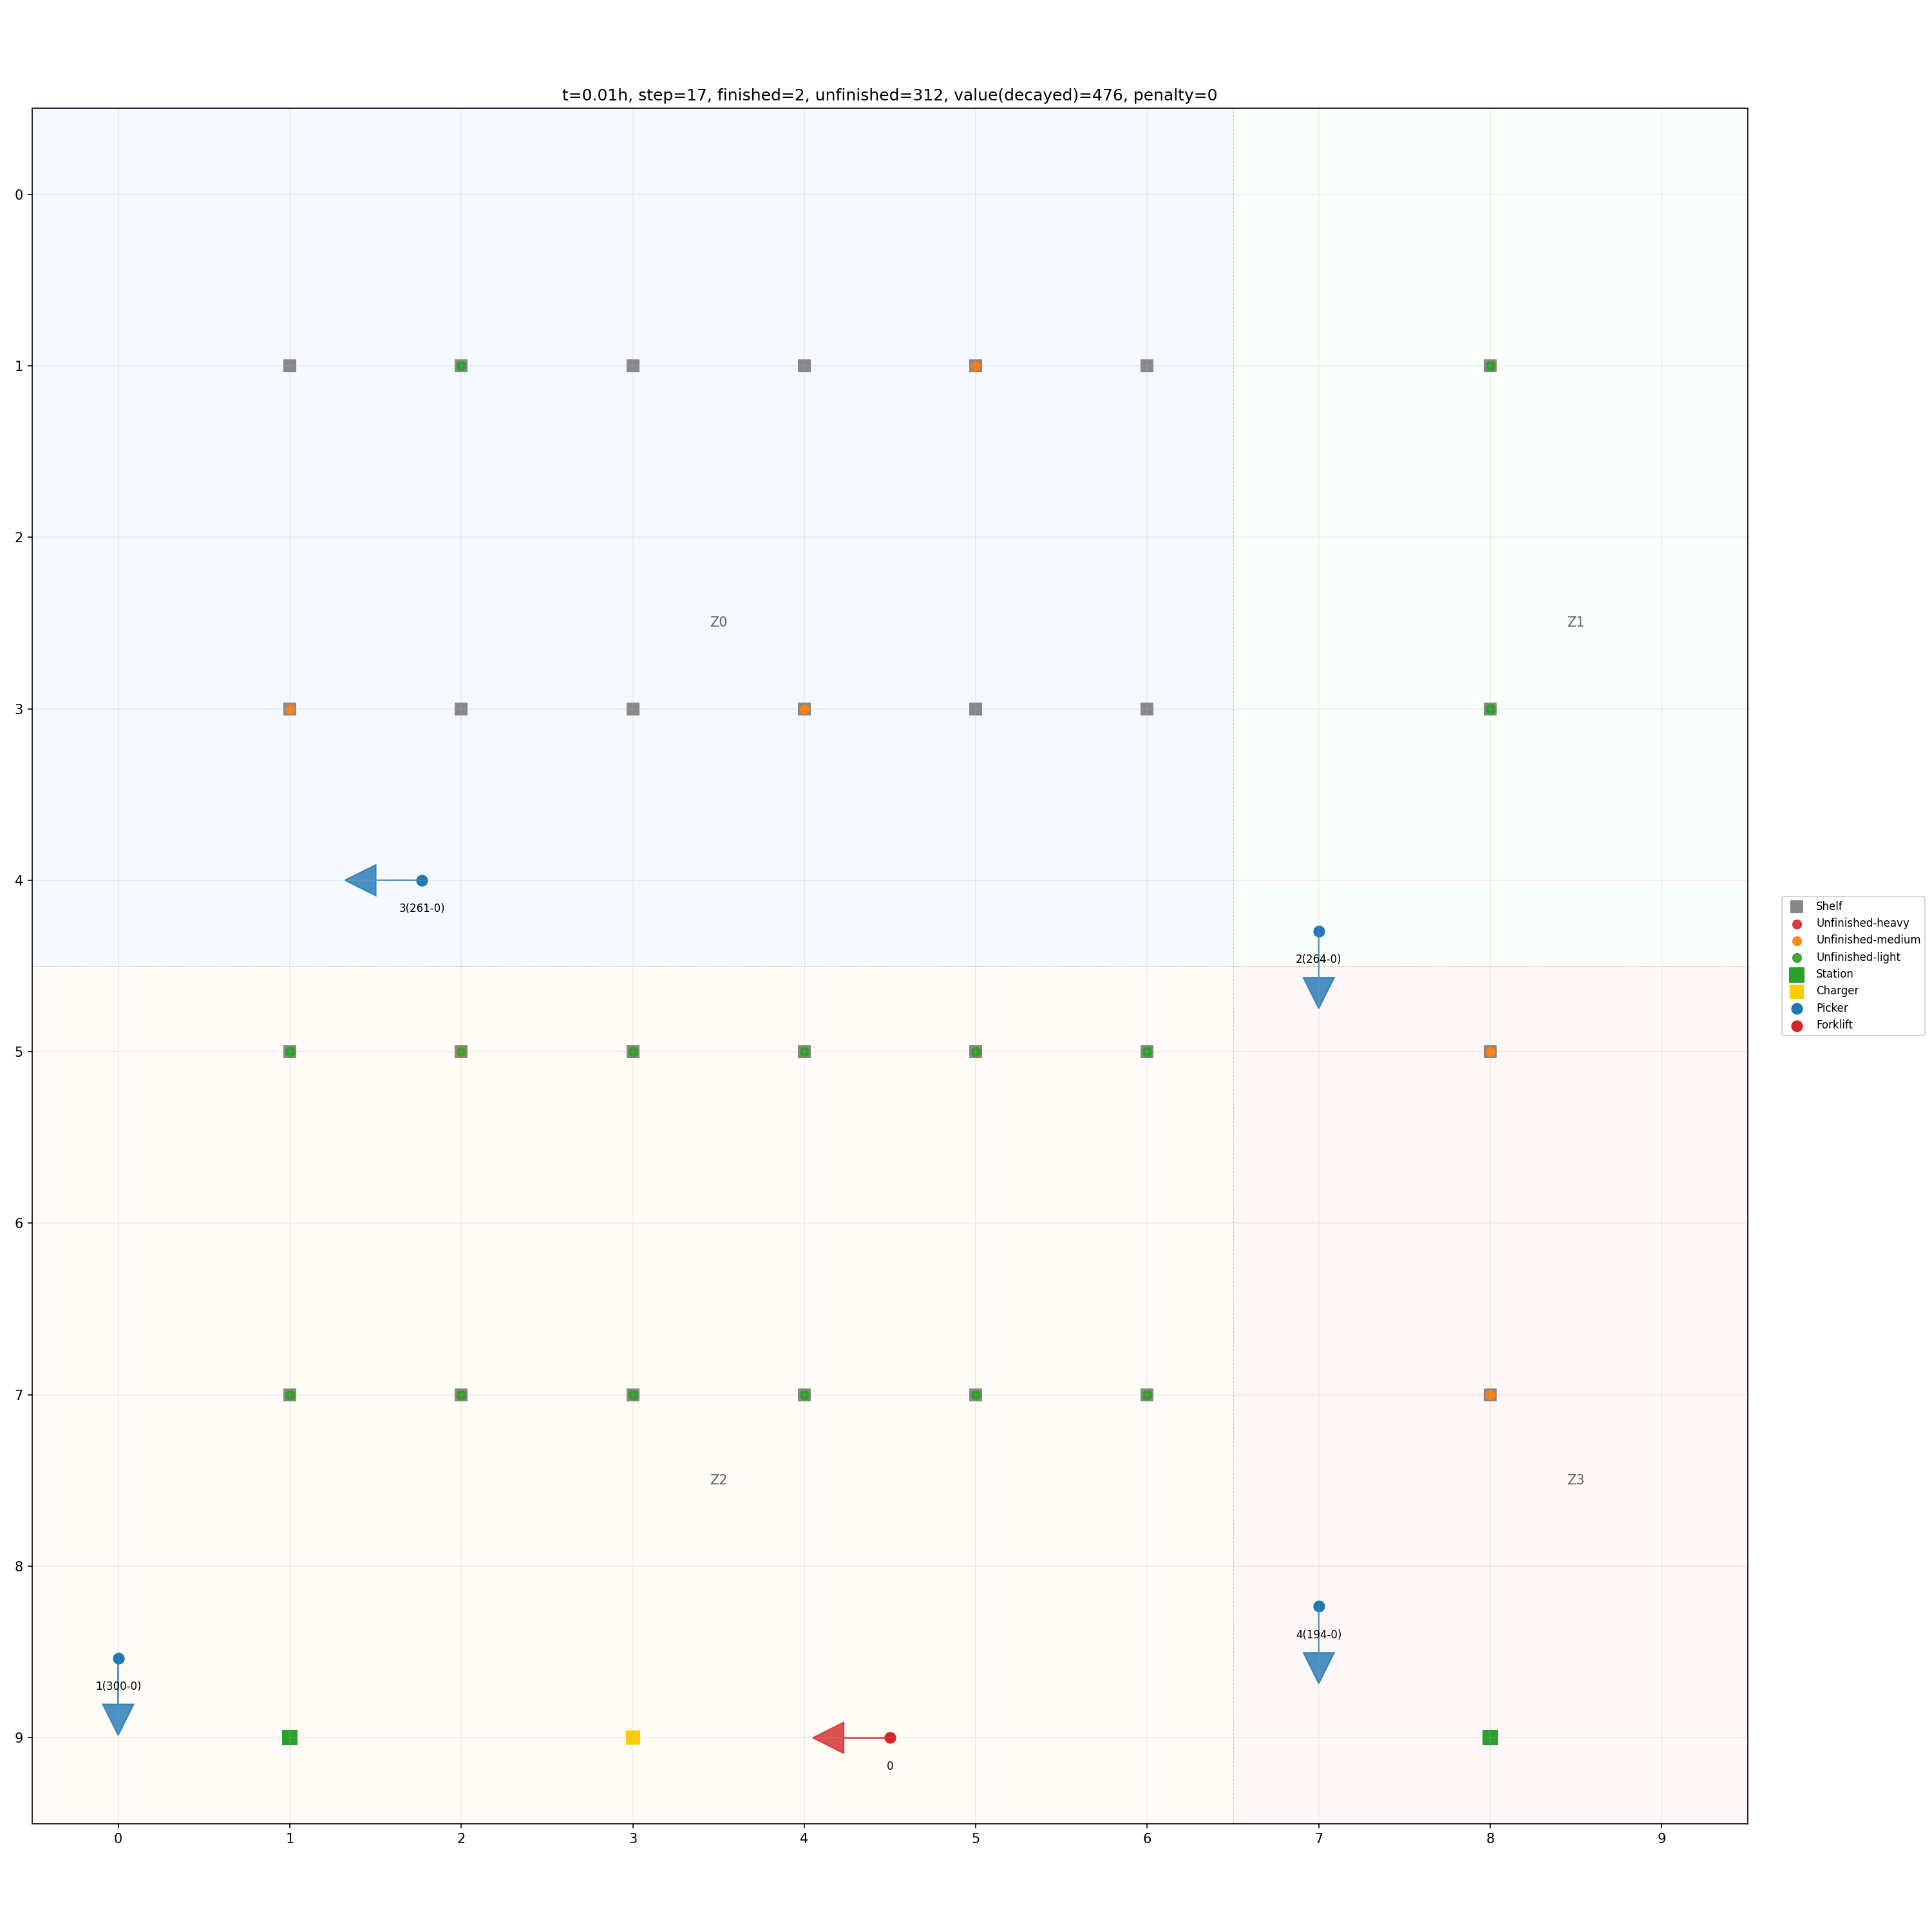 t=0.01h, step=17, finished=2, unfinished=312, value(decayed)=476, penalty=0
0
1
2
Z0
Z1
3
4
3(261-0)
2(264-0)
Shelf
Unfinished-heavy
Unfinished-medium
Unfinished-light
Station
Charger
Picker
Forklift
5
6
7
Z2
Z3
8
4(194-0)
1(300-0)
9
0
0 1 2 3 4 5 6 7 8 9